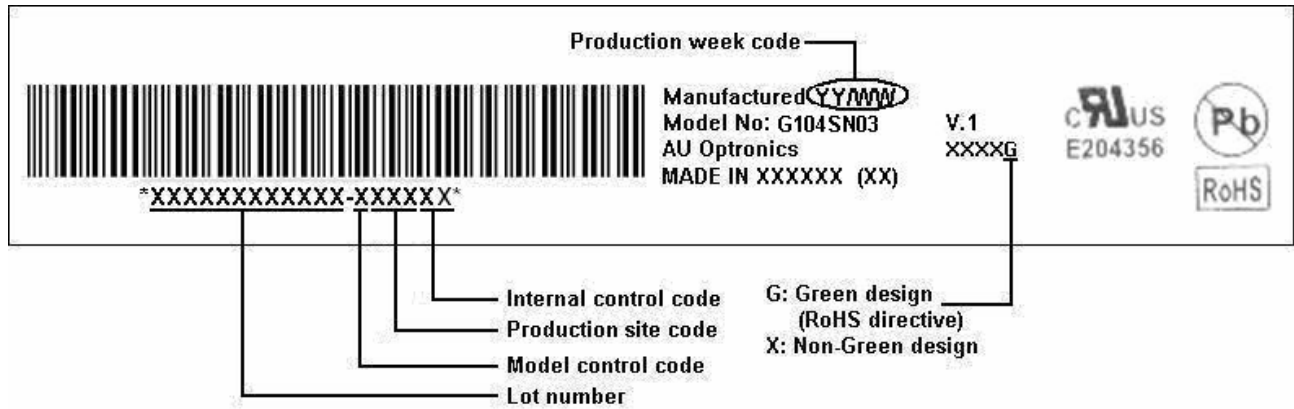 Production week code
Manufactured YY/WW
Model No: G104SN03 V.1
AU Optronics XXXXG
MADE IN XXXXXX (XX)
*XXXXXXXXXXXX-XXXXXX*
c RU US
E204356
Pb
RoHS
Internal control code
Production site code
Model control code
Lot number
G: Green design
(RoHS directive)
X: Non-Green design